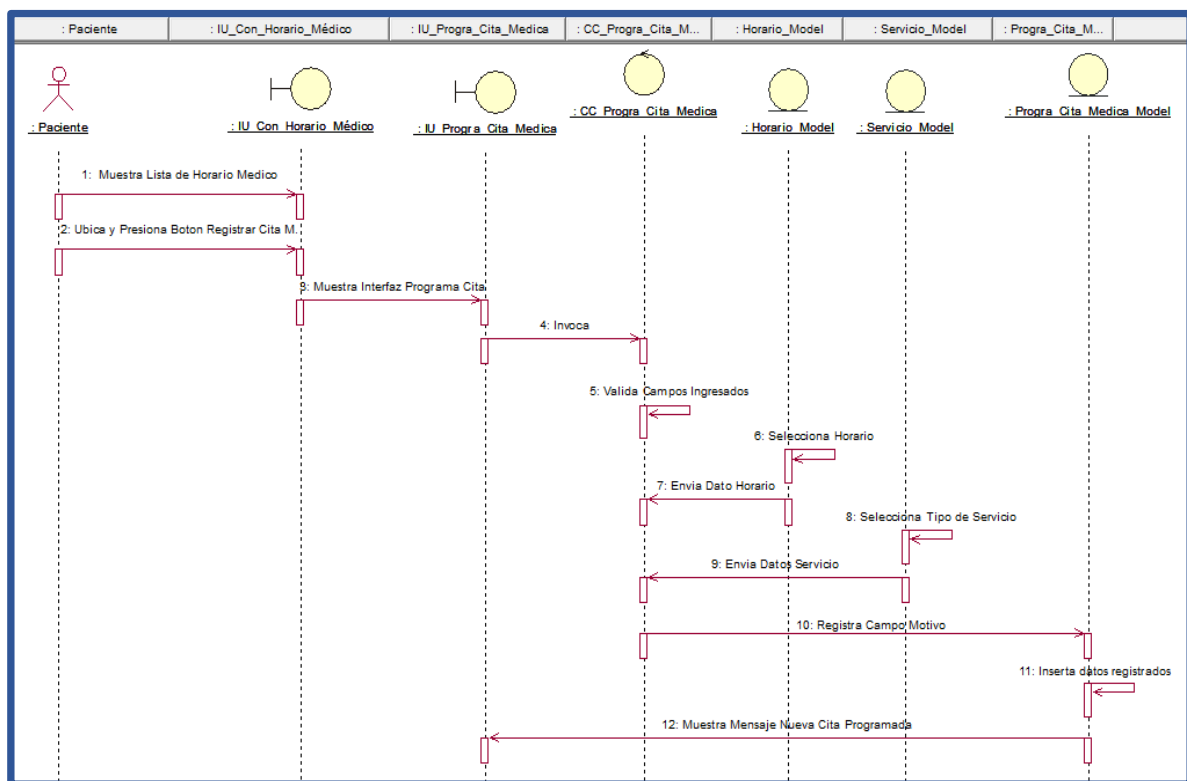 : Paciente
: IU_Con_Horario_Médico
: IU_Progra_Cita_Medica
: CC_Progra_Cita_M...
: Horario_Model
: Servicio_Model
: Progra_Cita_M...
: Paciente
: IU_Con_Horario_Médico
: IU_Progra_Cita_Medica
: CC_Progra_Cita_Medica
: Horario_Model
: Servicio_Model
: Progra_Cita_Medica_Model
1: Muestra Lista de Horario Medico
2: Ubica y Presiona Boton Registrar Cita M.
3: Muestra Interfaz Programa Cita
4: Invoca
5: Valida Campos Ingresados
6: Selecciona Horario
7: Envia Dato Horario
8: Selecciona Tipo de Servicio
9: Envia Datos Servicio
10: Registra Campo Motivo
11: Inserta datos registrados
12: Muestra Mensaje Nueva Cita Programada